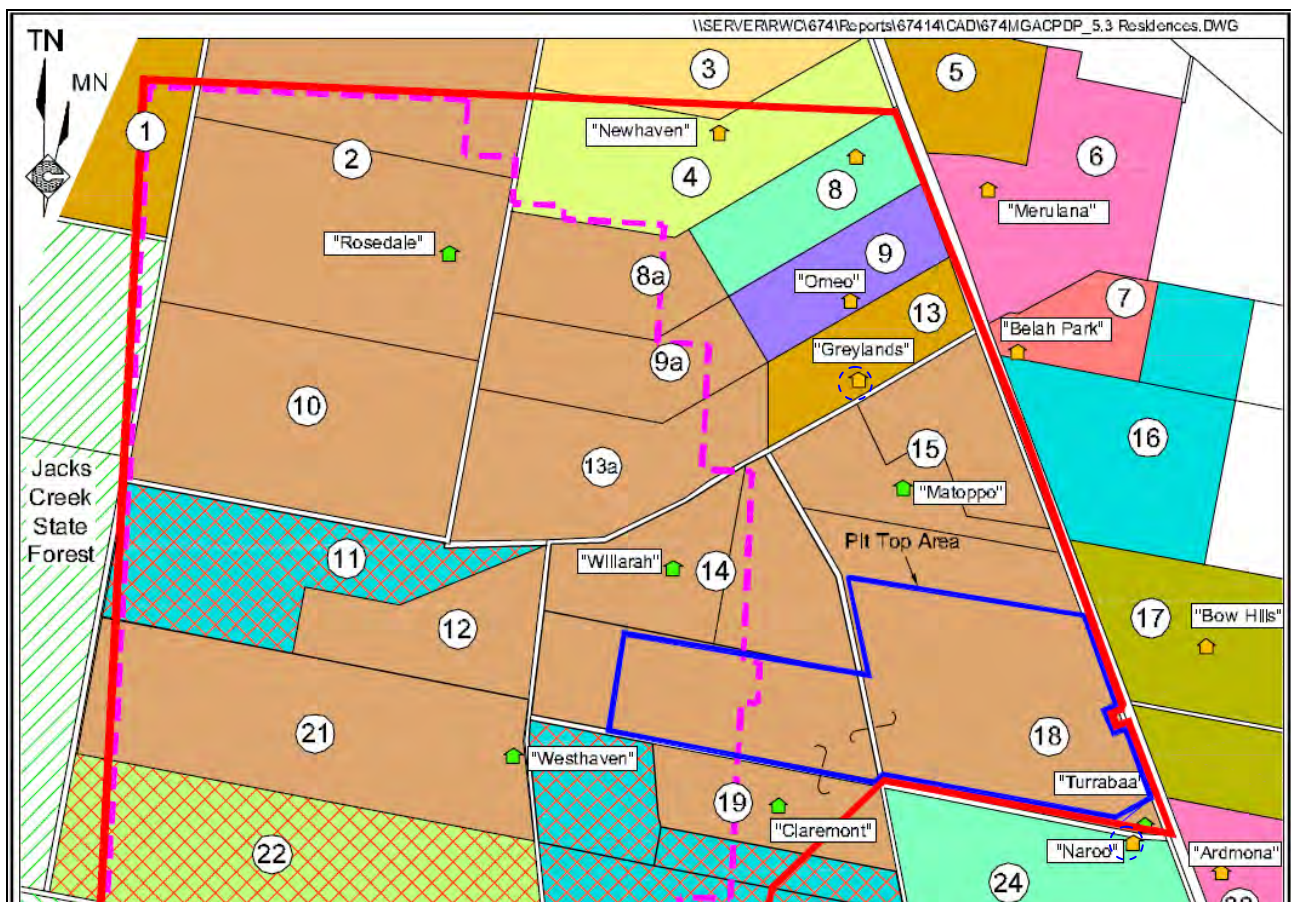 \\SERVER\RWC\674\Reports\67414\CAD\674MGACPDP_5.3 Residences.DWG
TN
MN
1
2
3
4
5
6
"Newhaven"
8
"Merulana"
"Rosedale"
8a
9
"Omeo"
13
7
"Belah Park"
"Greylands"
9a
10
13a
15
16
"Matoppo"
Jacks
Creek
State
Forest
Pit Top Area
11
"Willarah"
14
12
17
"Bow Hills"
21
18
"Westhaven"
"Turrabaa"
19
"Claremont"
22
"Naroo"
"Ardmona"
24